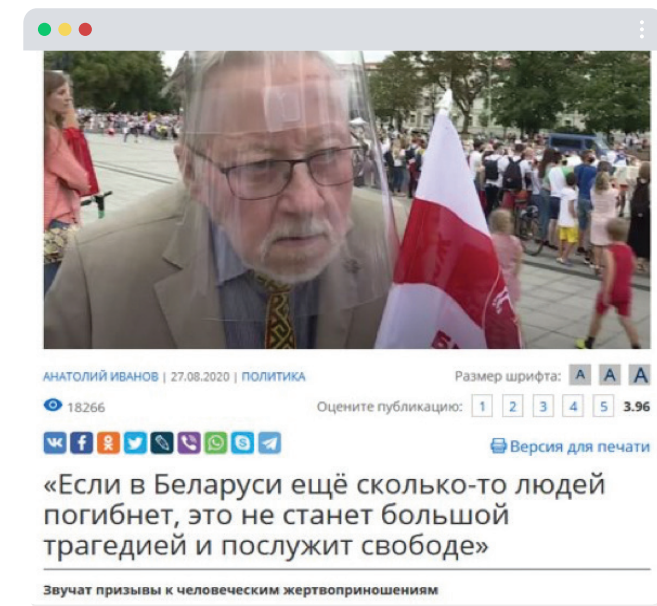 АНАТОЛИЙ ИВАНОВ | 27.08.2020 | ПОЛИТИКА
Размер шрифта: A A A
18266
Оцените публикацию: 1 2 3 4 5 3.96
Версия для печати
«Если в Беларуси ещё сколько-то людей
погибнет, это не станет большой
трагедией и послужит свободе»
Звучат призывы к человеческим жертвоприношениям